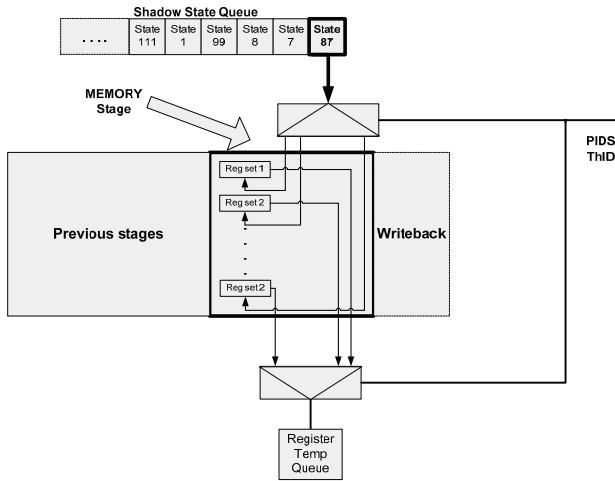 Shadow State Queue
. . . .
State
111
State
1
State
99
State
8
State
7
State
87
MEMORY
Stage
PIDS
ThID
Reg set 1
Reg set 2
Previous stages
Writeback
Reg set 2
Register
Temp
Queue